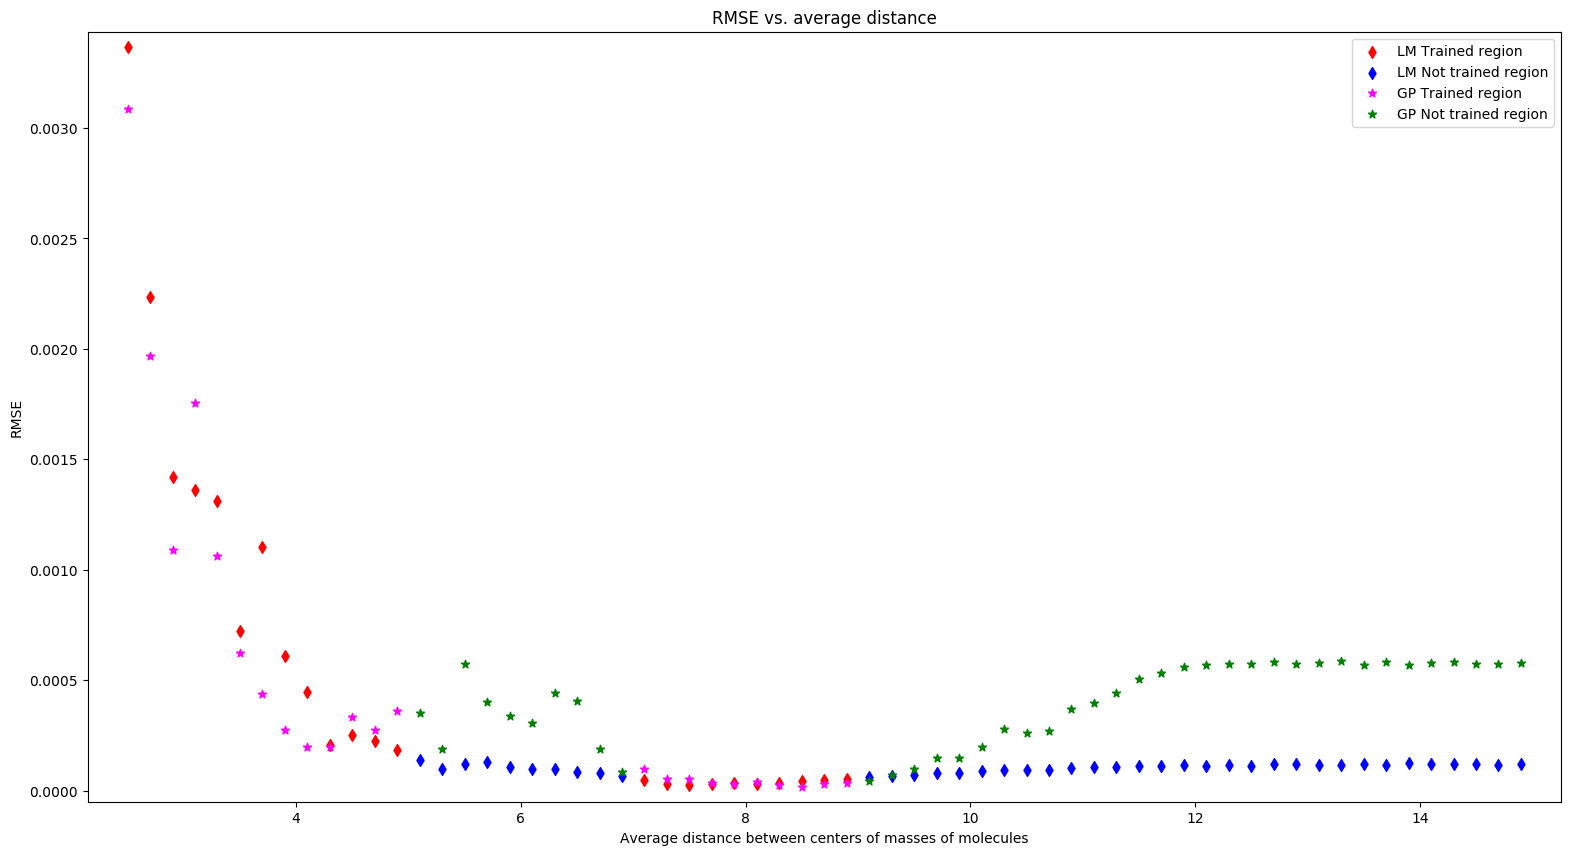 RMSE vs. average distance
LM Trained region
LM Not trained region
GP Trained region
GP Not trained region
0.0030
0.0025
0.0020
0.0015
0.0010
0.0005
0.0000
RMSE
4 6 8 10 12 14
Average distance between centers of masses of molecules